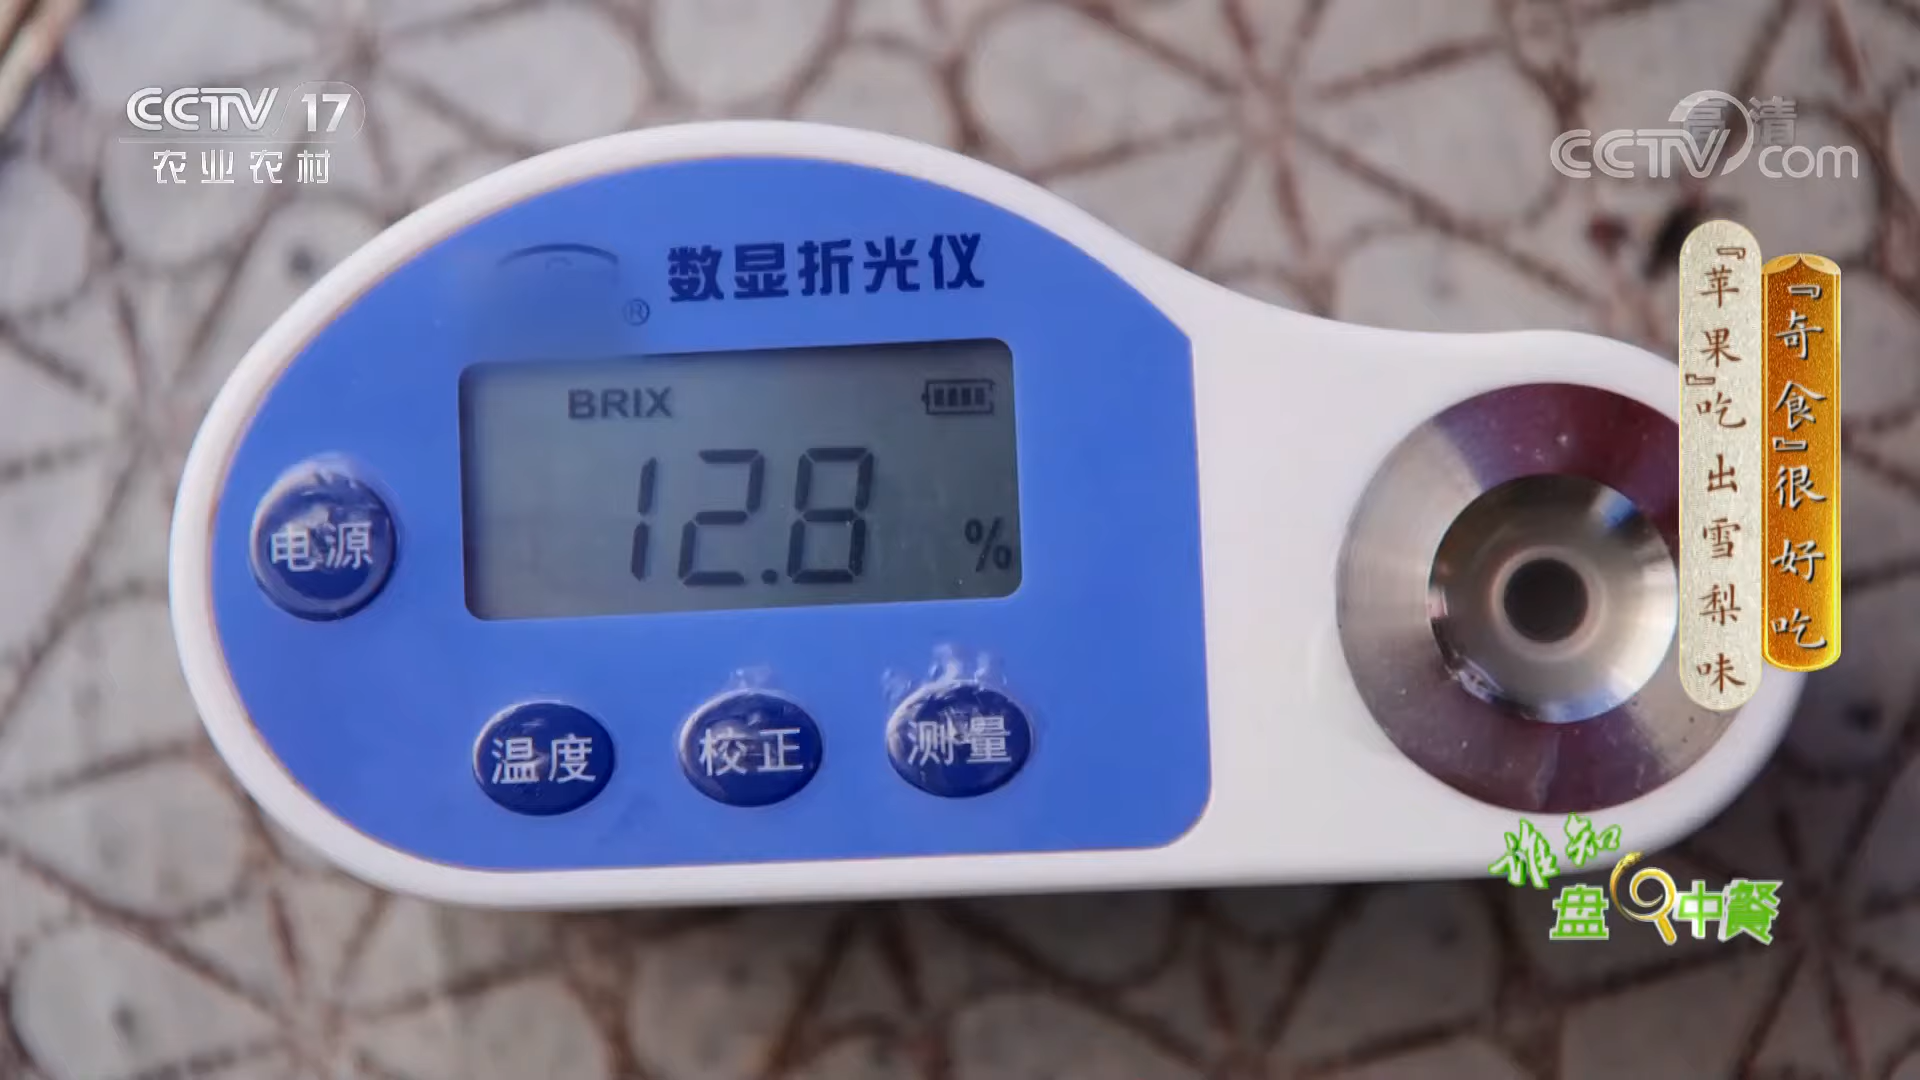 CCTV 17
农业农村
高清
CCTV com
数显折光仪
®
BRIX
12.8
%
电源
温度
校正
测量
『奇食』很好吃
『苹果』吃出雪梨味
谁知
盘中餐